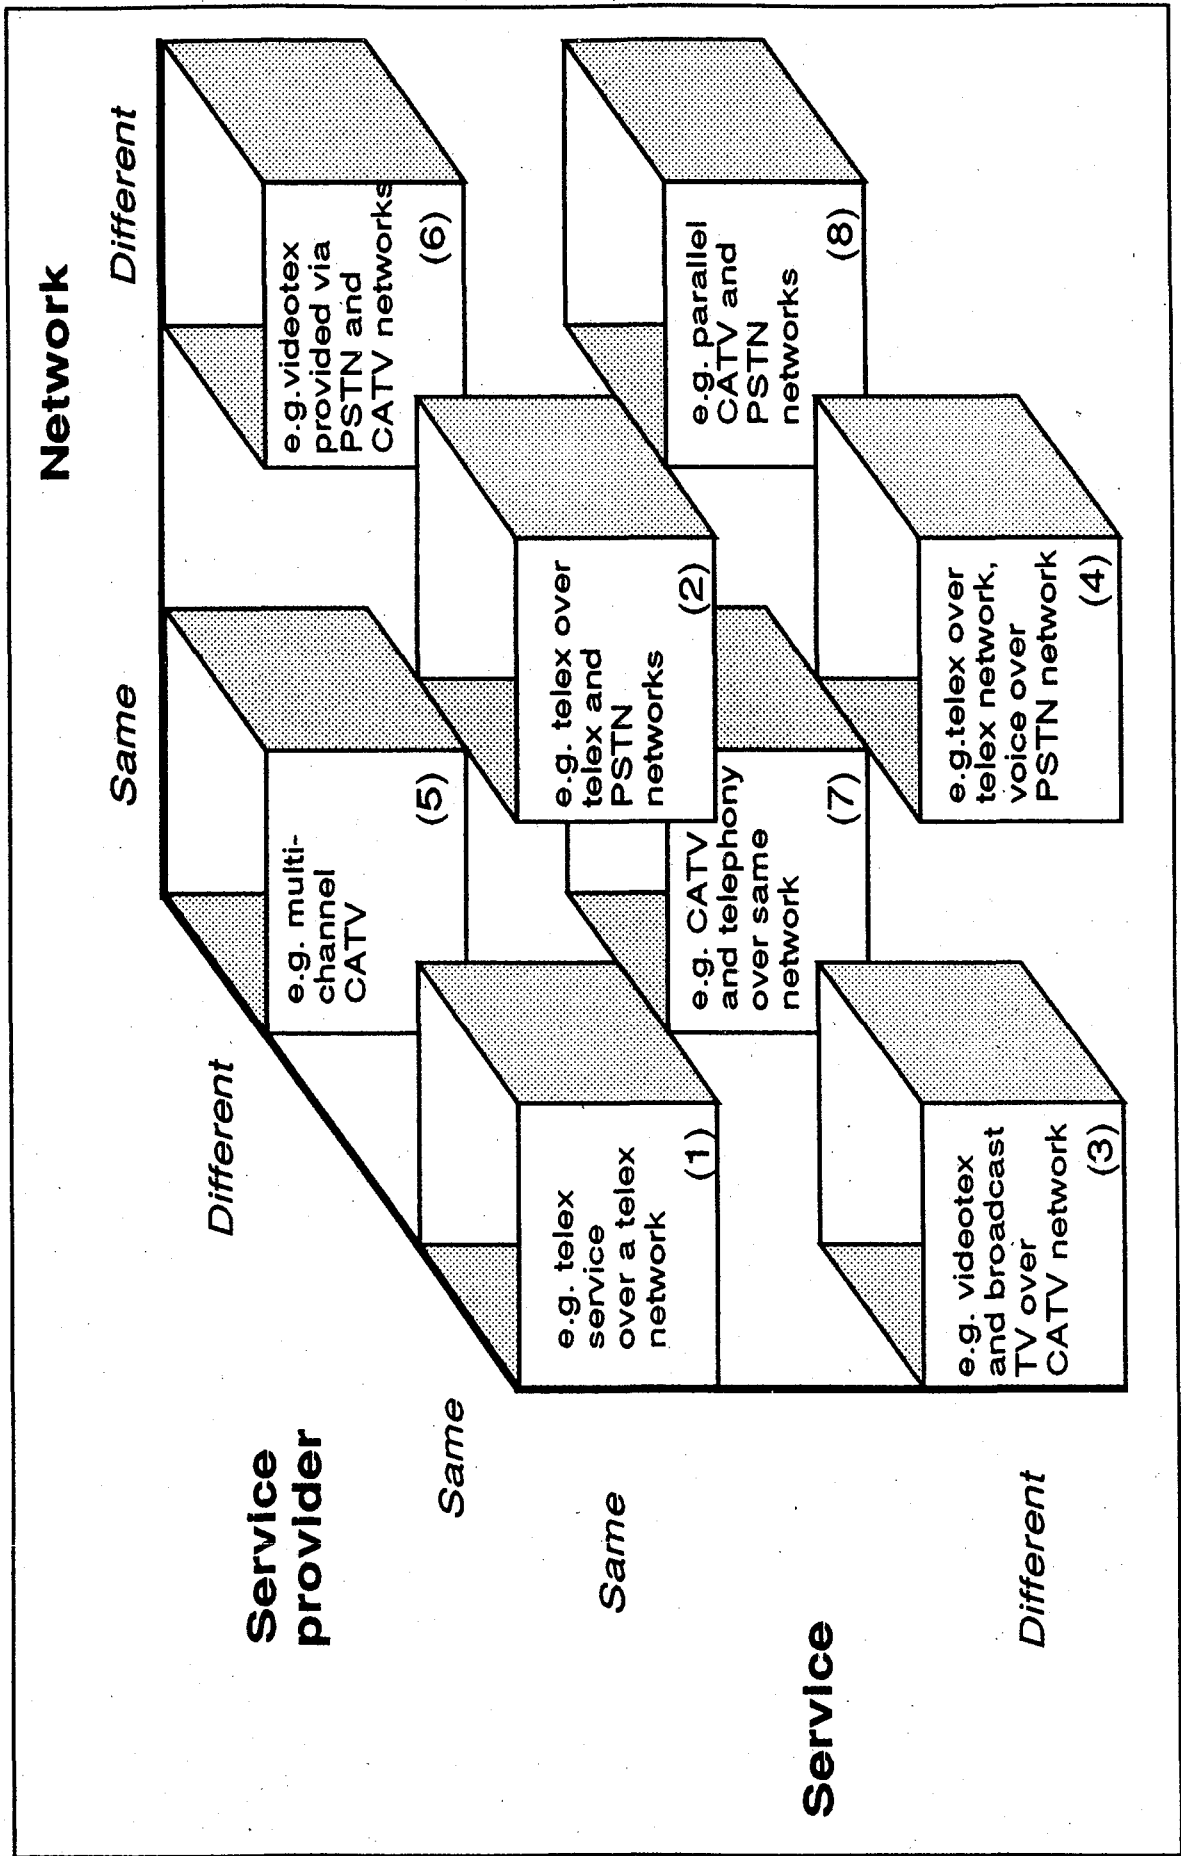 Network
Same
Different
Service
provider
Different
Same
Service
Same
Different
e.g. multi-
channel
CATV
(5)
e.g.videotex
provided via
PSTN and
CATV networks
(6)
e.g. telex
service
over a telex
network
(1)
e.g. telex over
telex and
PSTN
networks
(2)
e.g. CATV
and telephony
over same
network
(7)
e.g. parallel
CATV and
PSTN
networks
(8)
e.g. videotex
and broadcast
TV over
CATV network
(3)
e.g.telex over
telex network,
voice over
PSTN network
(4)